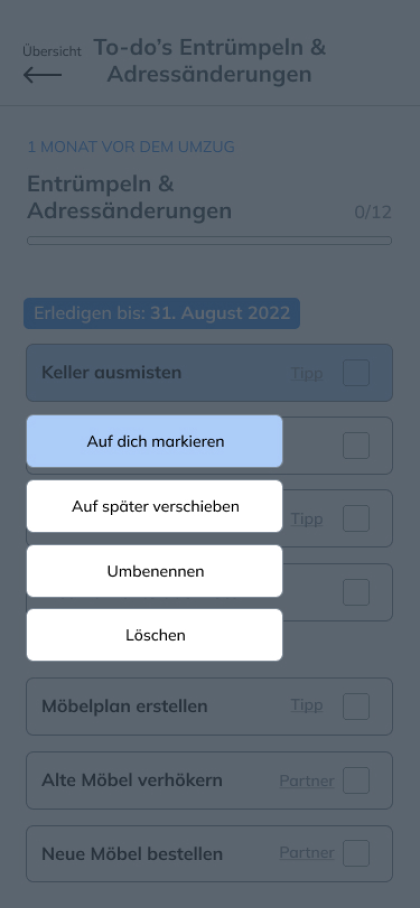 Übersicht
To-do's Entrümpeln &
Adressänderungen
1 MONAT VOR DEM UMZUG
Entrümpeln &
Adressänderungen
0/12
Erledigen bis: 31. August 2022
Keller ausmisten Tipp
Auf dich markieren
Auf später verschieben
Tipp
Umbenennen
Löschen
Möbelplan erstellen Tipp
Alte Möbel verhökern Partner
Neue Möbel bestellen Partner